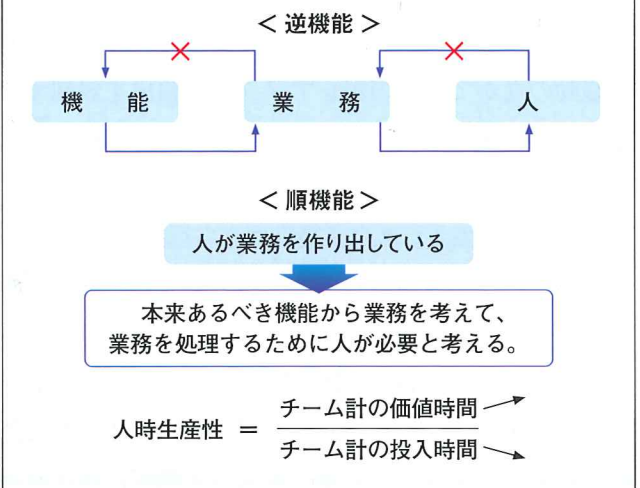 ＜ 逆機能 ＞
機　能　業　務　人
＜ 順機能 ＞
人が業務を作り出している
本来あるべき機能から業務を考えて、
業務を処理するために人が必要と考える。
人時生産性 ＝ チーム計の価値時間
チーム計の投入時間